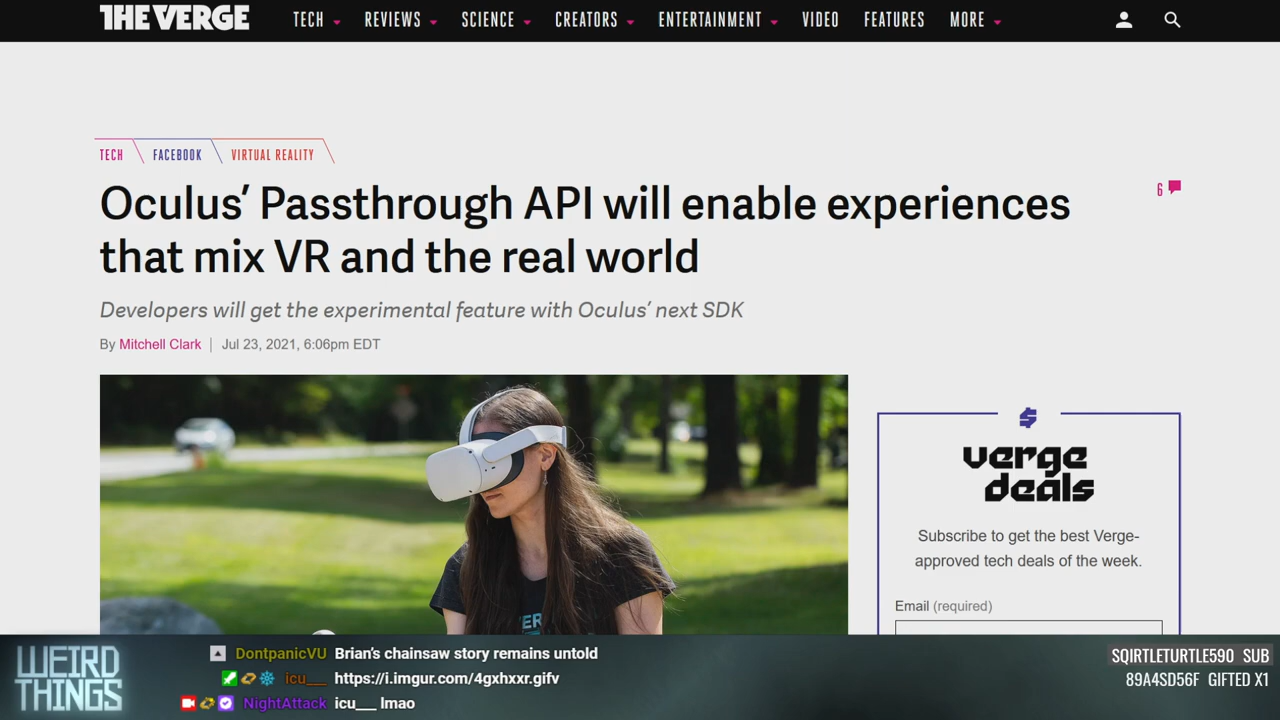 THE VERGE
TECH REVIEWS SCIENCE CREATORS ENTERTAINMENT VIDEO FEATURES MORE
TECH FACEBOOK VIRTUAL REALITY
Oculus’ Passthrough API will enable experiences
that mix VR and the real world
6
Developers will get the experimental feature with Oculus’ next SDK
By Mitchell Clark | Jul 23, 2021, 6:06pm EDT
verge
deals
Subscribe to get the best Verge-
approved tech deals of the week.
Email (required)
WEIRD
THINGS
DontpanicVU Brian's chainsaw story remains untold
icu___ https://i.imgur.com/4gxhxxr.gifv
NightAttack icu___ lmao
SQIRTLETURTLE590 SUB
89A4SD56F GIFTED X1